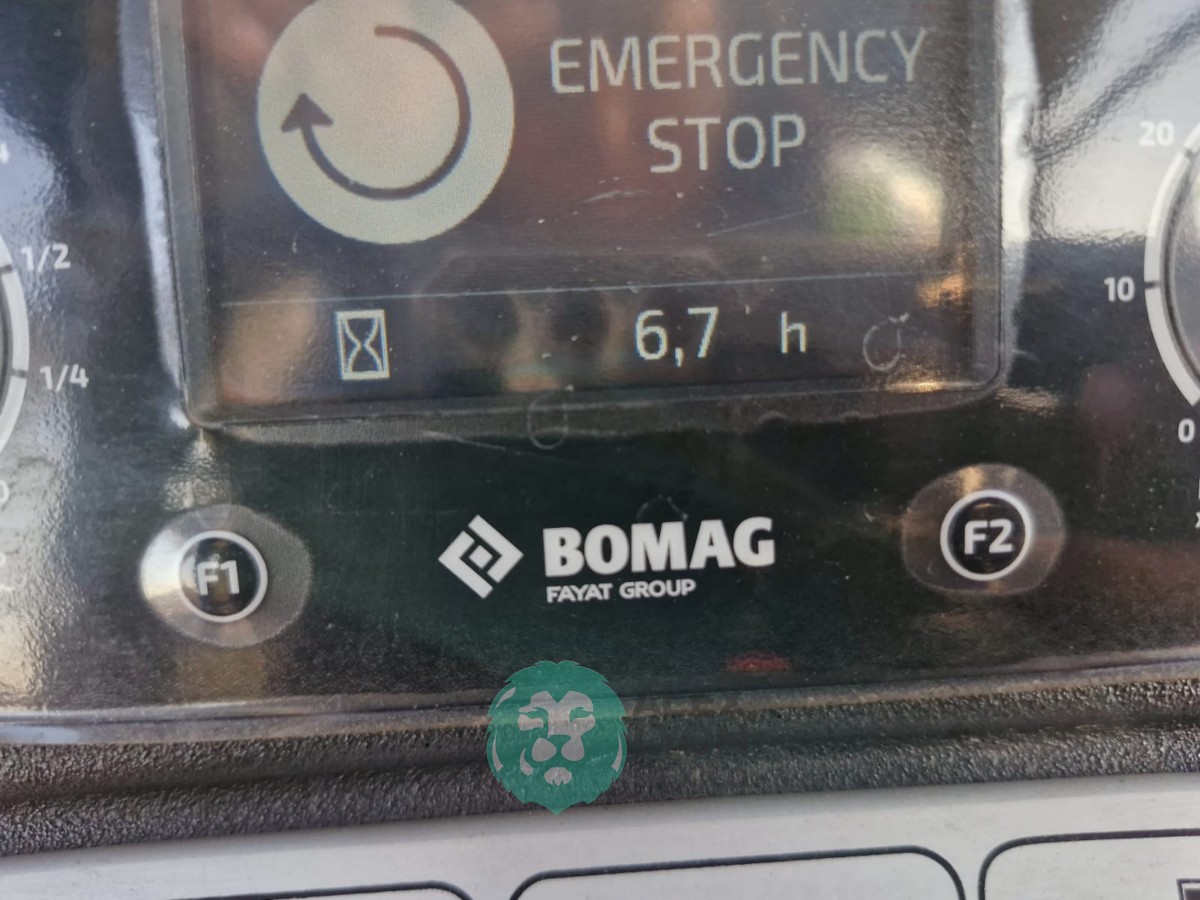 EMERGENCY
STOP
20
1/2
10
6,7 h
1/4
0
F1
BOMAG
FAYAT GROUP
F2